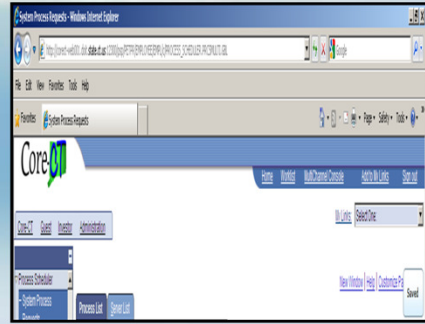 System Process Requests - Windows Internet Explorer
Google
File Edit View Favorites Tools Help
Favorites System Process Requests
Page Safety Tools
Core-CT
Home Worklist MultiChannel Console Add to My Links Sign out
My Links Select One:
Core-CT Guest Investor Administration
Process Scheduler
New Window | Help | Customize Pa
Saved
– System Process
Requests
Process List Server List